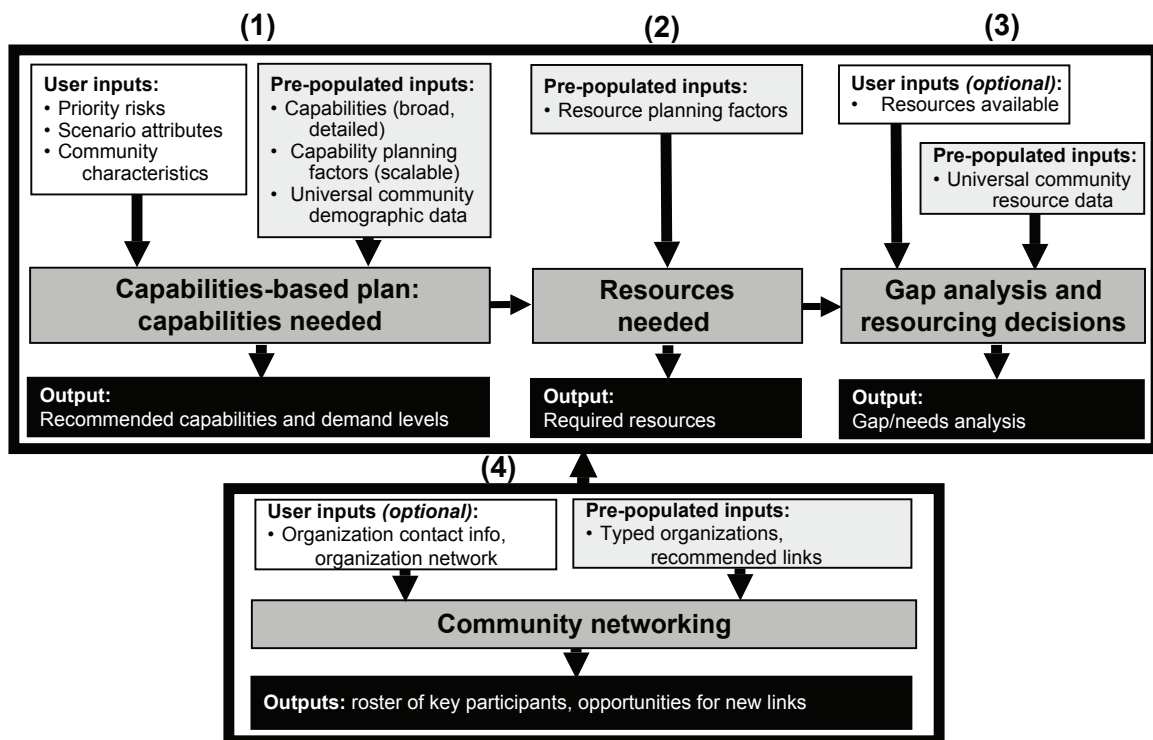 (1)
(2)
(3)
User inputs:
• Priority risks
• Scenario attributes
• Community
characteristics
Pre-populated inputs:
• Capabilities (broad,
detailed)
• Capability planning
factors (scalable)
• Universal community
demographic data
Pre-populated inputs:
• Resource planning factors
User inputs (optional):
• Resources available
Pre-populated inputs:
• Universal community
resource data
Capabilities-based plan:
capabilities needed
Resources
needed
Gap analysis and
resourcing decisions
Output:
Recommended capabilities and demand levels
Output:
Required resources
Output:
Gap/needs analysis
(4)
User inputs (optional):
• Organization contact info,
organization network
Pre-populated inputs:
• Typed organizations,
recommended links
Community networking
Outputs: roster of key participants, opportunities for new links